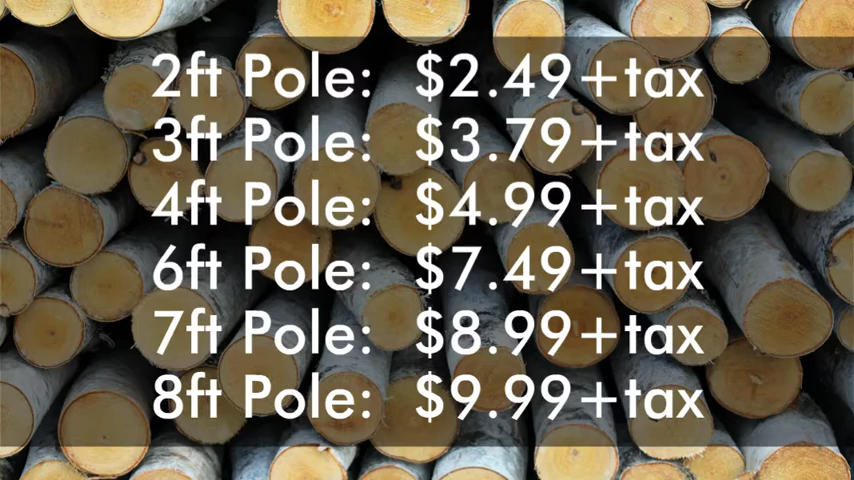 2ft Pole: $2.49+tax
3ft Pole: $3.79+tax
4ft Pole: $4.99+tax
6ft Pole: $7.49+tax
7ft Pole: $8.99+tax
8ft Pole: $9.99+tax